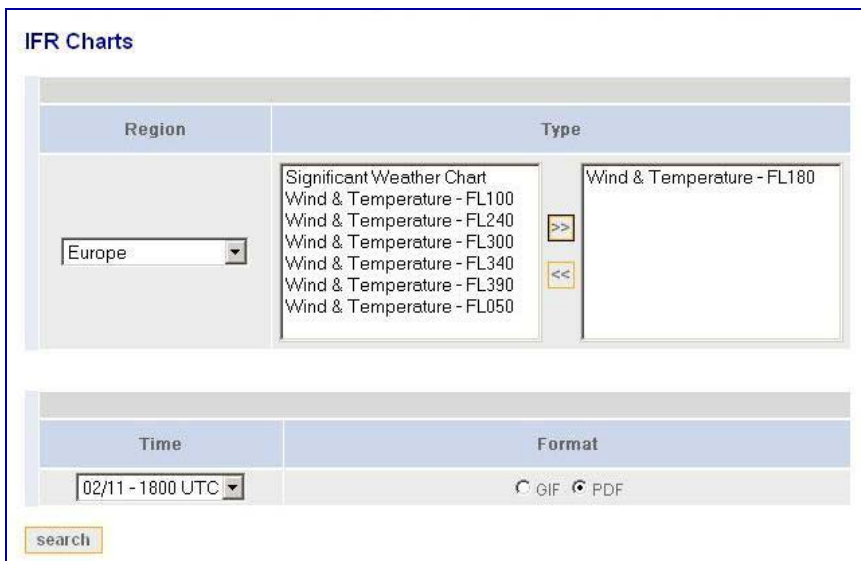 IFR Charts
Region
Type
Europe
Significant Weather Chart
Wind & Temperature - FL100
Wind & Temperature - FL240
Wind & Temperature - FL300
Wind & Temperature - FL340
Wind & Temperature - FL390
Wind & Temperature - FL050
>>
<<
Wind & Temperature - FL180
Time
Format
02/11 - 1800 UTC
GIF PDF
search